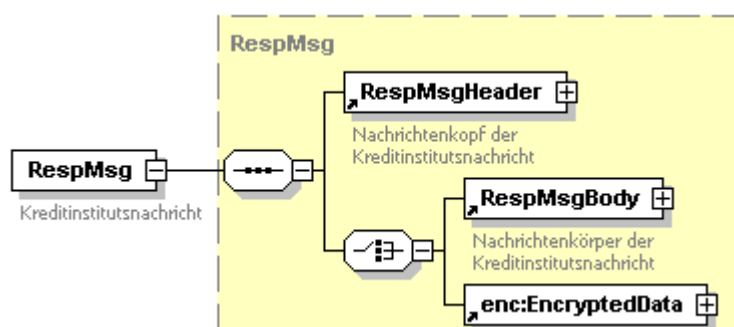 RespMsg
RespMsgHeader
Nachrichtenkopf der
Kreditinstitutsnachricht
RespMsg
Kreditinstitutsnachricht
RespMsgBody
Nachrichtenkörper der
Kreditinstitutsnachricht
enc:EncryptedData